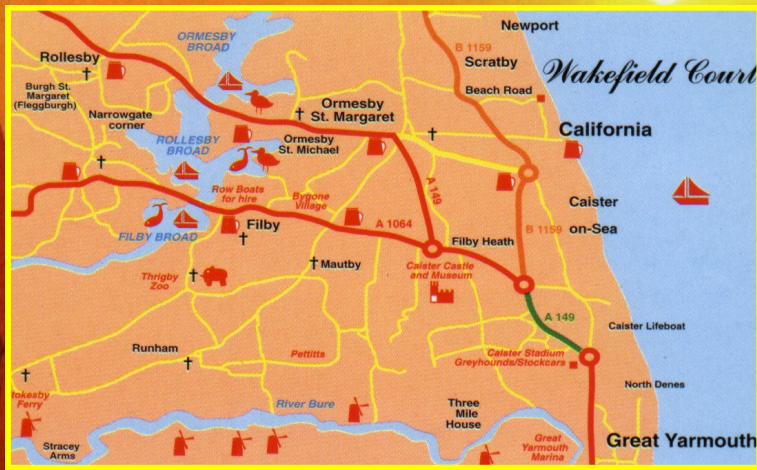 Newport
ORMESBY
BROAD
B 1159
Scratby
Rollesby
Wakefield Court
Burgh St.
Margaret
(Fleggburgh)
Beach Road
Narrowgate
corner
Ormesby
St. Margaret
California
ROLLESBY
BROAD
Ormesby
St. Michael
A 149
Row Boats
for hire
Bygone
Village
Caister
on-Sea
FILBY BROAD
Filby
A 1064
Filby Heath
B 1159
Mautby
Caister Castle
and Museum
Thrigby
Zoo
A 149
Caister Lifeboat
Runham
Pettitts
Caister Stadium
Greyhounds/Stockcars
North Denes
tokesby
Ferry
River Bure
Three
Mile
House
Stracey
Arms
Great
Yarmouth
Marina
Great Yarmouth